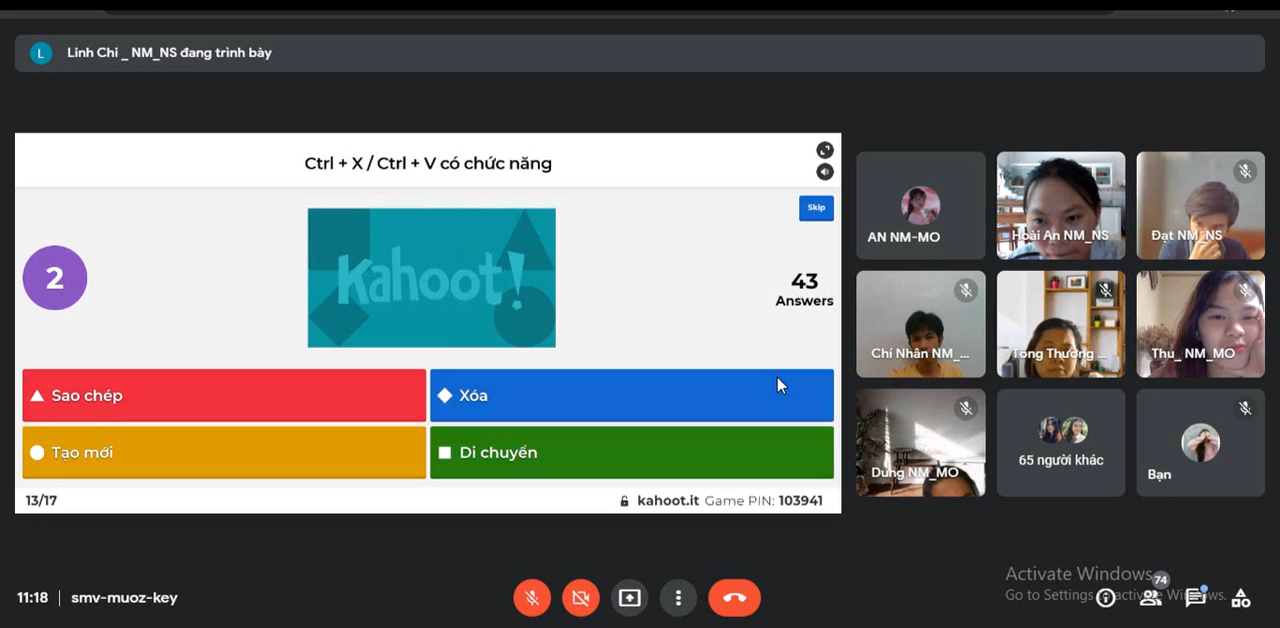 L
Linh Chi _ NM_NS đang trình bày
Ctrl + X / Ctrl + V có chức năng
Skip
2
Kahoot!
43
Answers
Sao chép
Xóa
Tạo mới
Di chuyển
13/17
kahoot.it Game PIN: 103941
AN NM-MO
Hoài An NM_NS
Đạt NM_NS
Chí Nhân NM_...
Tống Thương ...
Thu_ NM_MO
Dung NM_MO
65 người khác
Bạn
11:18 | smv-muoz-key
Activate Windows
Go to Settings to activate Windows.
74